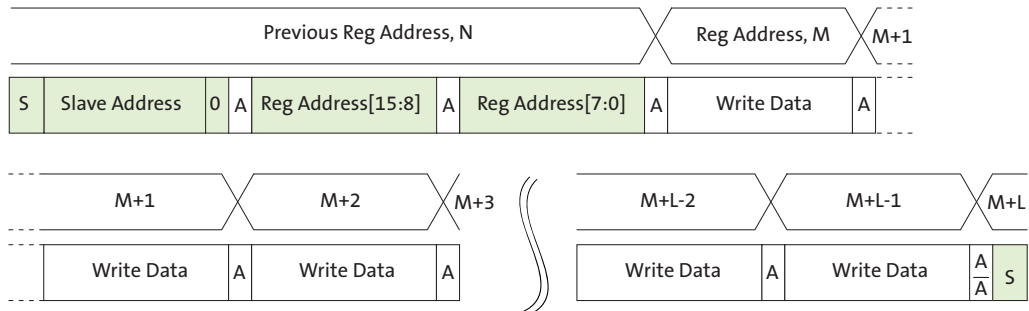 Previous Reg Address, N Reg Address, M M+1
S Slave Address 0 A Reg Address[15:8] A Reg Address[7:0] A Write Data A
M+1 M+2 M+3 M+L-2 M+L-1 M+L
Write Data A Write Data A Write Data A Write Data A/A̅ S